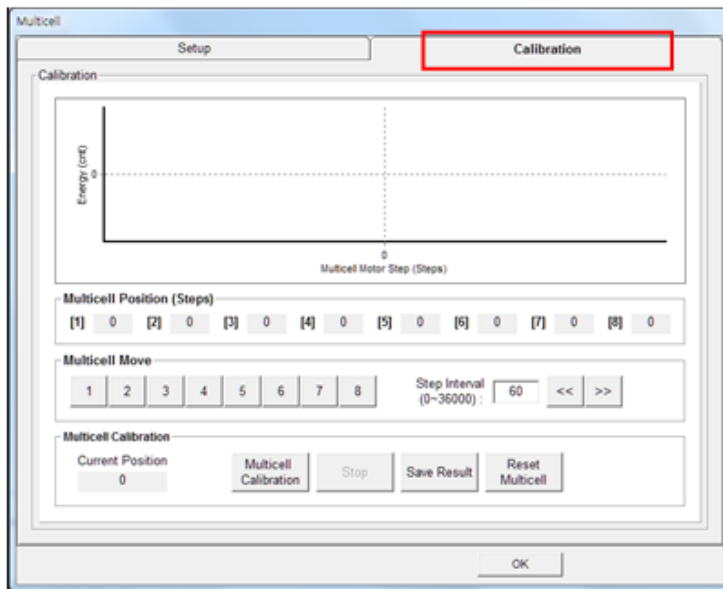 Multicell
Setup
Calibration
Calibration
Energy (cnt)
0
0
Multicell Motor Step (Steps)
Multicell Position (Steps)
[1] 0 [2] 0 [3] 0 [4] 0 [5] 0 [6] 0 [7] 0 [8] 0
Multicell Move
1 2 3 4 5 6 7 8
Step Interval
(0~36000) : 60 << >>
Multicell Calibration
Current Position
0
Multicell
Calibration
Stop
Save Result
Reset
Multicell
OK